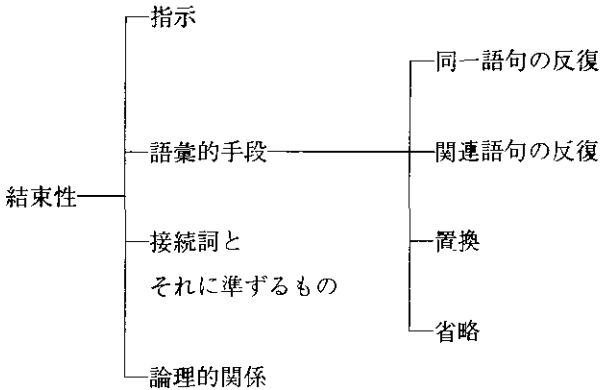 指示
同一語句の反復
語彙的手段
関連語句の反復
結束性
接続詞と
それに準ずるもの
置換
省略
論理的関係